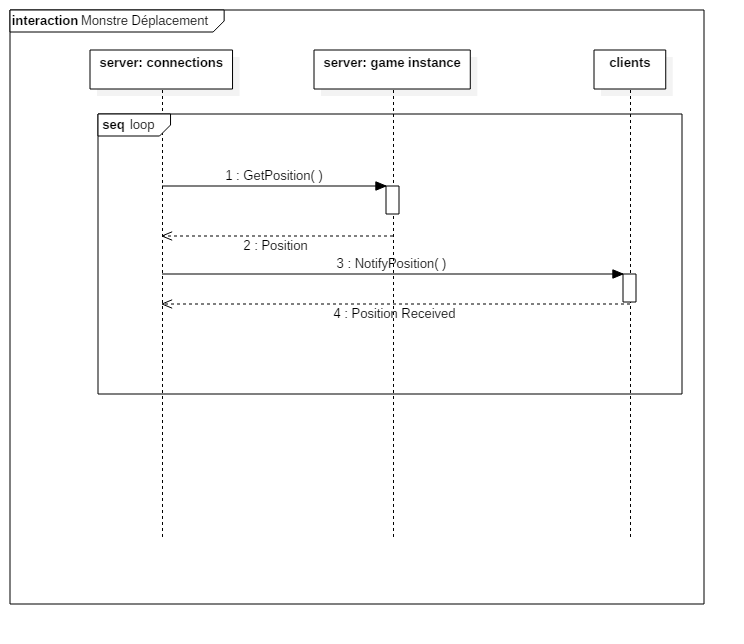 interaction Monstre Déplacement
server: connections
server: game instance
clients
seq loop
1 : GetPosition( )
2 : Position
3 : NotifyPosition( )
4 : Position Received